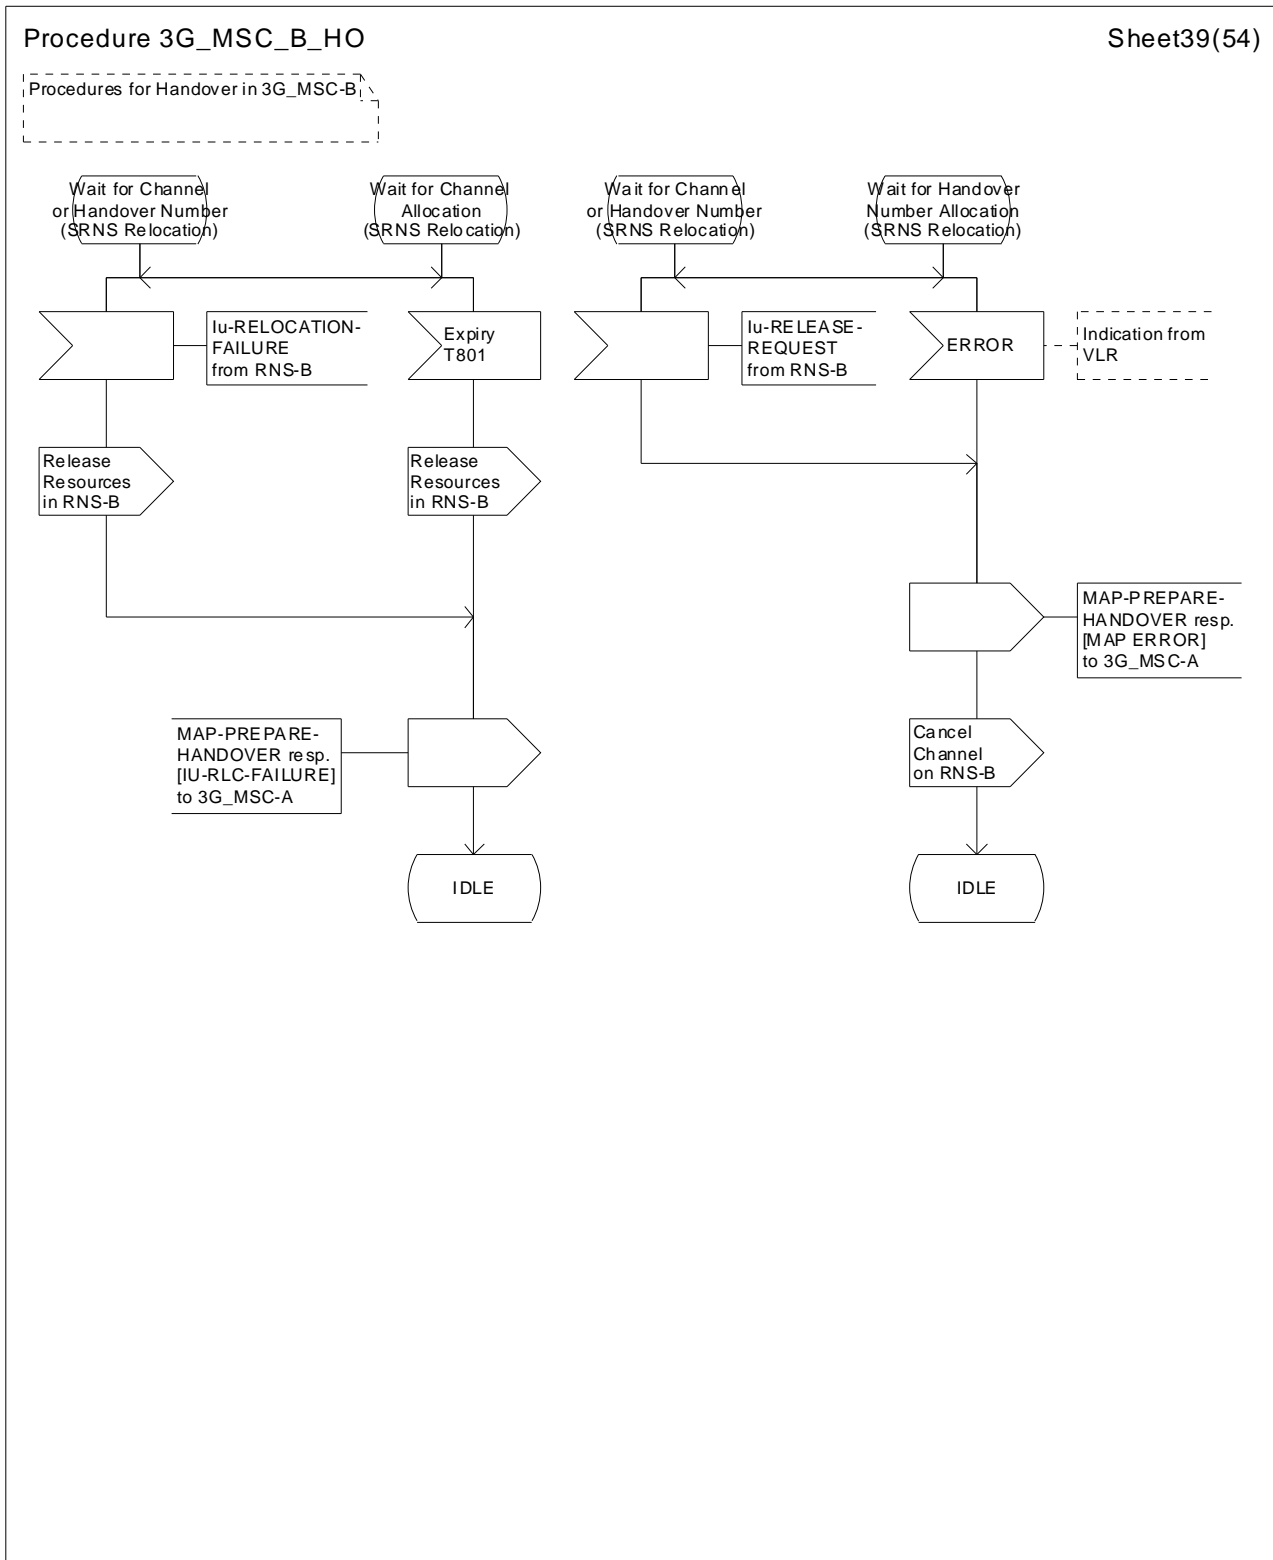 Procedure 3G_MSC_B_HO
Sheet39(54)
Procedures for Handover in 3G_MSC-B
Wait for Channel
or Handover Number
(SRNS Relocation)
Wait for Channel
Allocation
(SRNS Relocation)
Wait for Channel
or Handover Number
(SRNS Relocation)
Wait for Handover
Number Allocation
(SRNS Relocation)
Iu-RELOCATION-
FAILURE
from RNS-B
Expiry
T801
Iu-RELEASE-
REQUEST
from RNS-B
ERROR
Indication from
VLR
Release
Resources
in RNS-B
Release
Resources
in RNS-B
MAP-PREPARE-
HANDOVER resp.
[MAP ERROR]
to 3G_MSC-A
MAP-PREPARE-
HANDOVER resp.
[IU-RLC-FAILURE]
to 3G_MSC-A
Cancel
Channel
on RNS-B
IDLE
IDLE